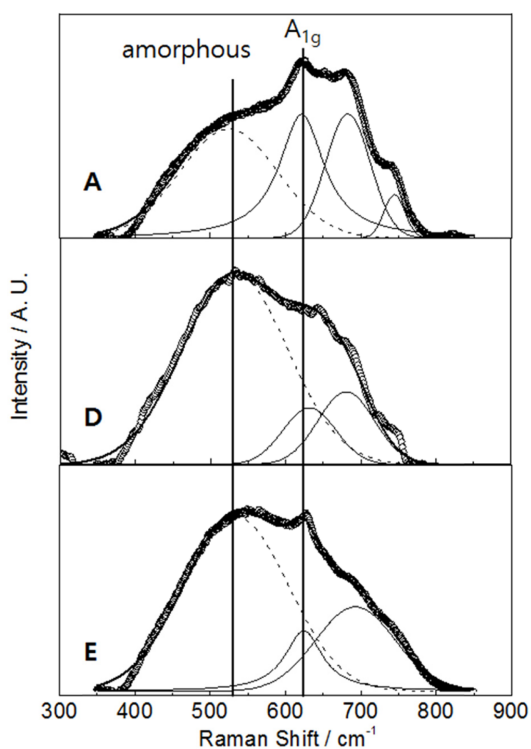 amorphous
A1g
A
D
E
Intensity / A. U.
300 400 500 600 700 800 900
Raman Shift / cm-1